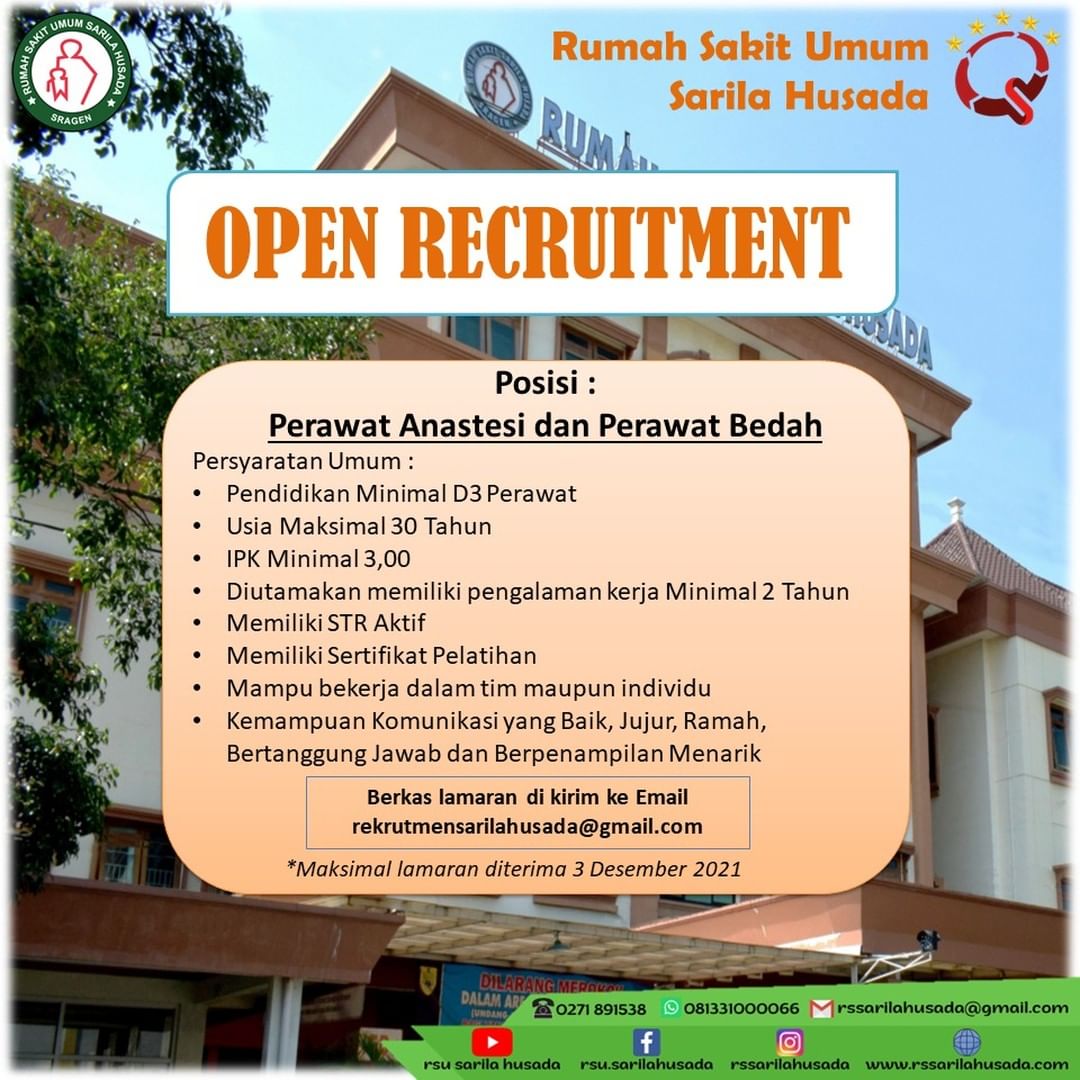 RUMAH SAKIT UMUM SARILA HUSADA
SRAGEN
Rumah Sakit Umum
Sarila Husada
SRAGEN
RUMAH
HUSADA
OPEN RECRUITMENT
Posisi :
Perawat Anastesi dan Perawat Bedah
Persyaratan Umum :
• Pendidikan Minimal D3 Perawat
• Usia Maksimal 30 Tahun
• IPK Minimal 3,00
• Diutamakan memiliki pengalaman kerja Minimal 2 Tahun
• Memiliki STR Aktif
• Memiliki Sertifikat Pelatihan
• Mampu bekerja dalam tim maupun individu
• Kemampuan Komunikasi yang Baik, Jujur, Ramah,
Bertanggung Jawab dan Berpenampilan Menarik
Berkas lamaran di kirim ke Email
rekrutmensarilahusada@gmail.com
*Maksimal lamaran diterima 3 Desember 2021
DILARANG MEROKOK
DALAM
0271 891538 081331000066 rssarilahusada@gmail.com
rsu sarila husada rsu.sarilahusada rssarilahusada www.rssarilahusada.com